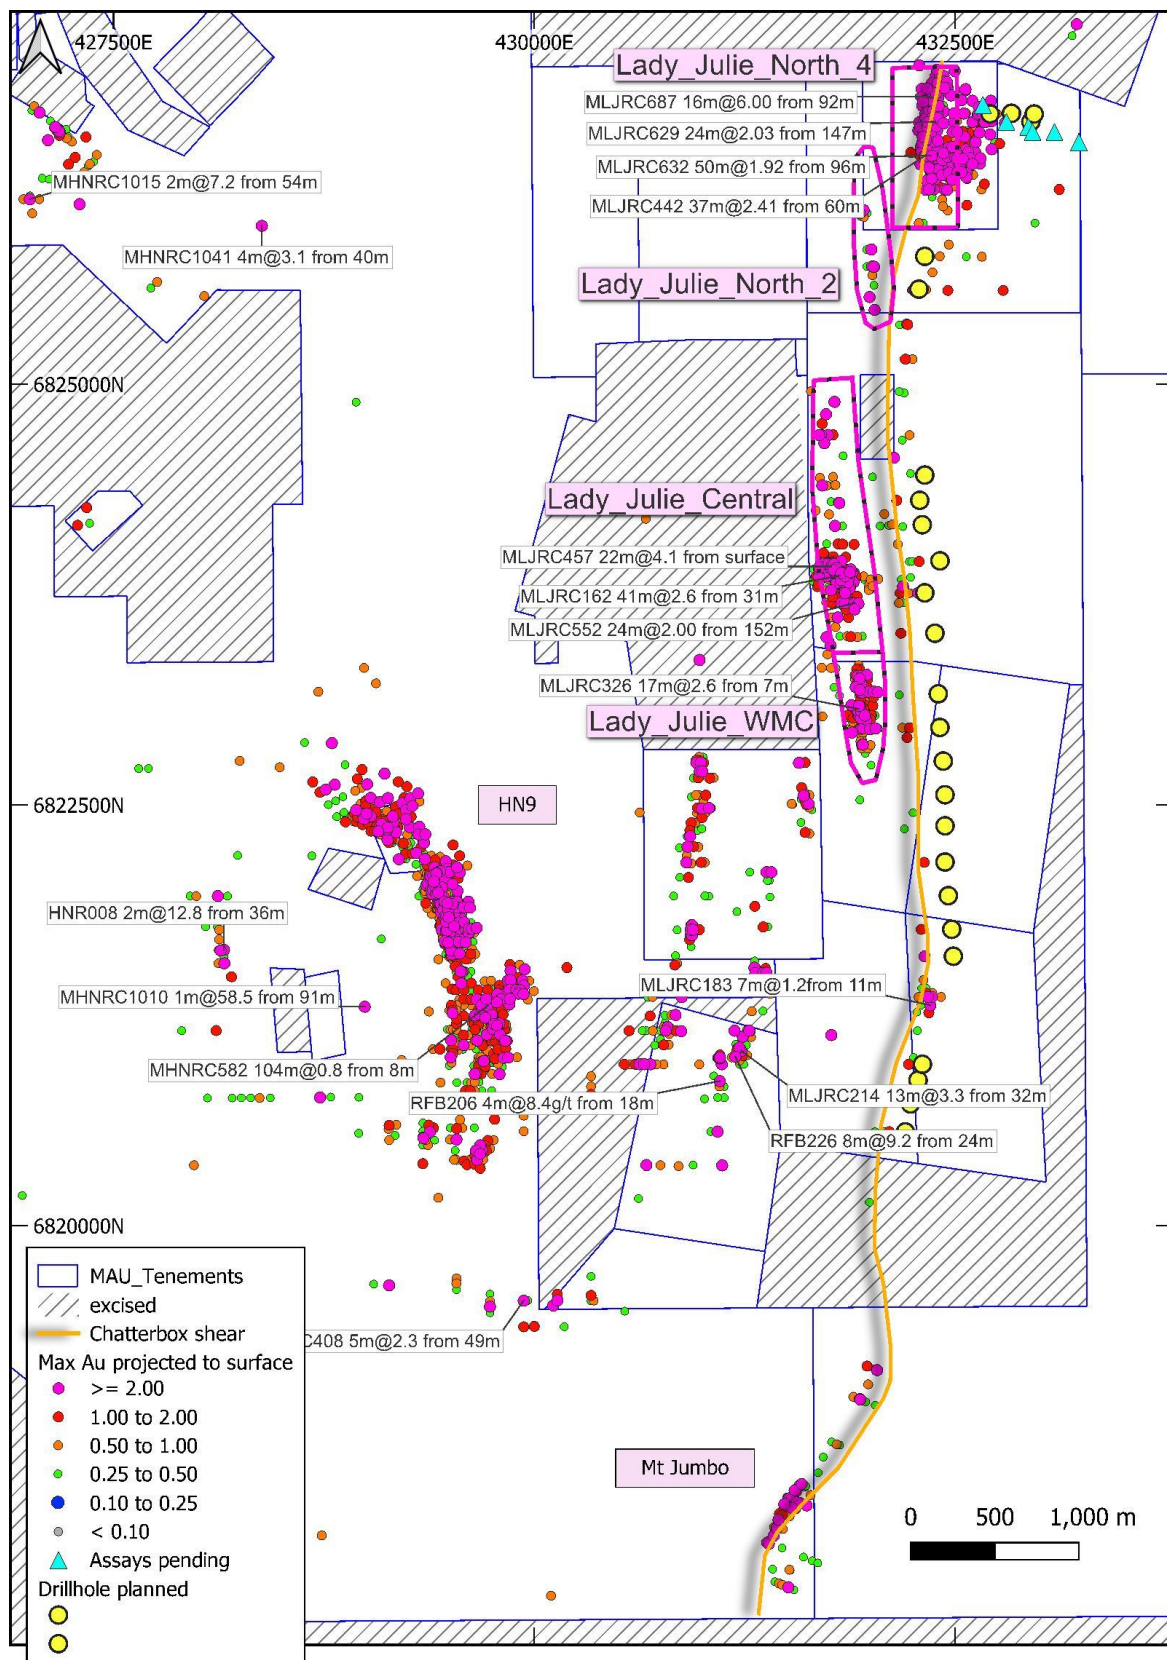 427500E
430000E
432500E
Lady_Julie_North_4
MLJRC687 16m@6.00 from 92m
MLJRC629 24m@2.03 from 147m
MLJRC632 50m@1.92 from 96m
MHNRC1015 2m@7.2 from 54m
MLJRC442 37m@2.41 from 60m
MHNRC1041 4m@3.1 from 40m
Lady_Julie_North_2
6825000N
Lady_Julie_Central
MLJRC457 22m@4.1 from surface
MLJRC162 41m@2.6 from 31m
MLJRC552 24m@2.00 from 152m
MLJRC326 17m@2.6 from 7m
Lady_Julie_WMC
6822500N
HN9
HNR008 2m@12.8 from 36m
MLJRC183 7m@1.2from 11m
MHNRC1010 1m@58.5 from 91m
MHNRC582 104m@0.8 from 8m
RFB206 4m@8.4g/t from 18m
MLJRC214 13m@3.3 from 32m
RFB226 8m@9.2 from 24m
6820000N
C408 5m@2.3 from 49m
Mt Jumbo
MAU_Tenements
excised
Chatterbox shear
Max Au projected to surface
>= 2.00
1.00 to 2.00
0.50 to 1.00
0.25 to 0.50
0.10 to 0.25
< 0.10
Assays pending
Drillhole planned
0 500 1,000 m